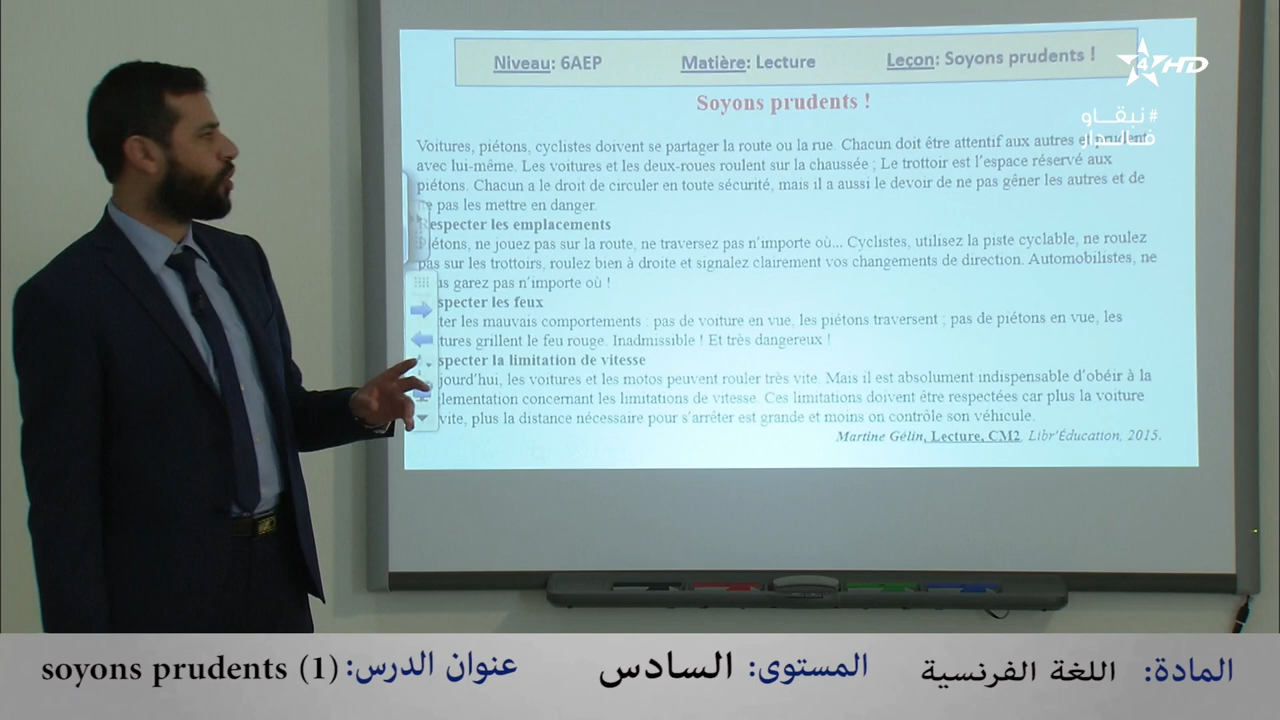 Niveau: 6AEP Matière: Lecture Leçon: Soyons prudents !
4 HD
Soyons prudents !
#نبقاو
فـالـدار
Voitures, piétons, cyclistes doivent se partager la route ou la rue. Chacun doit être attentif aux autres et prudent
avec lui-même. Les voitures et les deux-roues roulent sur la chaussée ; Le trottoir est l'espace réservé aux
piétons. Chacun a le droit de circuler en toute sécurité, mais il a aussi le devoir de ne pas gêner les autres et de
pas les mettre en danger.
especter les emplacements
iétons, ne jouez pas sur la route, ne traversez pas n'importe où... Cyclistes, utilisez la piste cyclable, ne roulez
pas sur les trottoirs, roulez bien à droite et signalez clairement vos changements de direction. Automobilistes, ne
us garez pas n'importe où !
specter les feux
ter les mauvais comportements : pas de voiture en vue, les piétons traversent ; pas de piétons en vue, les
tures grillent le feu rouge. Inadmissible ! Et très dangereux !
specter la limitation de vitesse
jourd'hui, les voitures et les motos peuvent rouler très vite. Mais il est absolument indispensable d'obéir à la
lementation concernant les limitations de vitesse. Ces limitations doivent être respectées car plus la voiture
vite, plus la distance nécessaire pour s'arrêter est grande et moins on contrôle son véhicule.
Martine Gélin, Lecture, CM2, Libr'Éducation, 2015.
المادة: اللغة الفرنسية المستوى: السادس عنوان الدرس: soyons prudents (1)